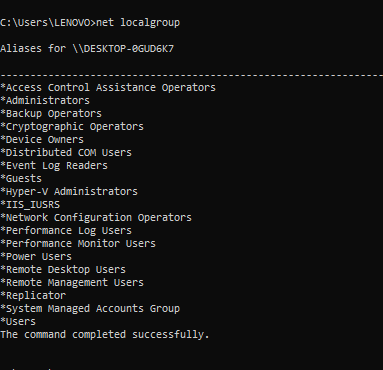 C:\Users\LENOVO>net localgroup
Aliases for \\DESKTOP-0GUD6K7
-------------------------------------------------------------------------------
*Access Control Assistance Operators
*Administrators
*Backup Operators
*Cryptographic Operators
*Device Owners
*Distributed COM Users
*Event Log Readers
*Guests
*Hyper-V Administrators
*IIS_IUSRS
*Network Configuration Operators
*Performance Log Users
*Performance Monitor Users
*Power Users
*Remote Desktop Users
*Remote Management Users
*Replicator
*System Managed Accounts Group
*Users
The command completed successfully.